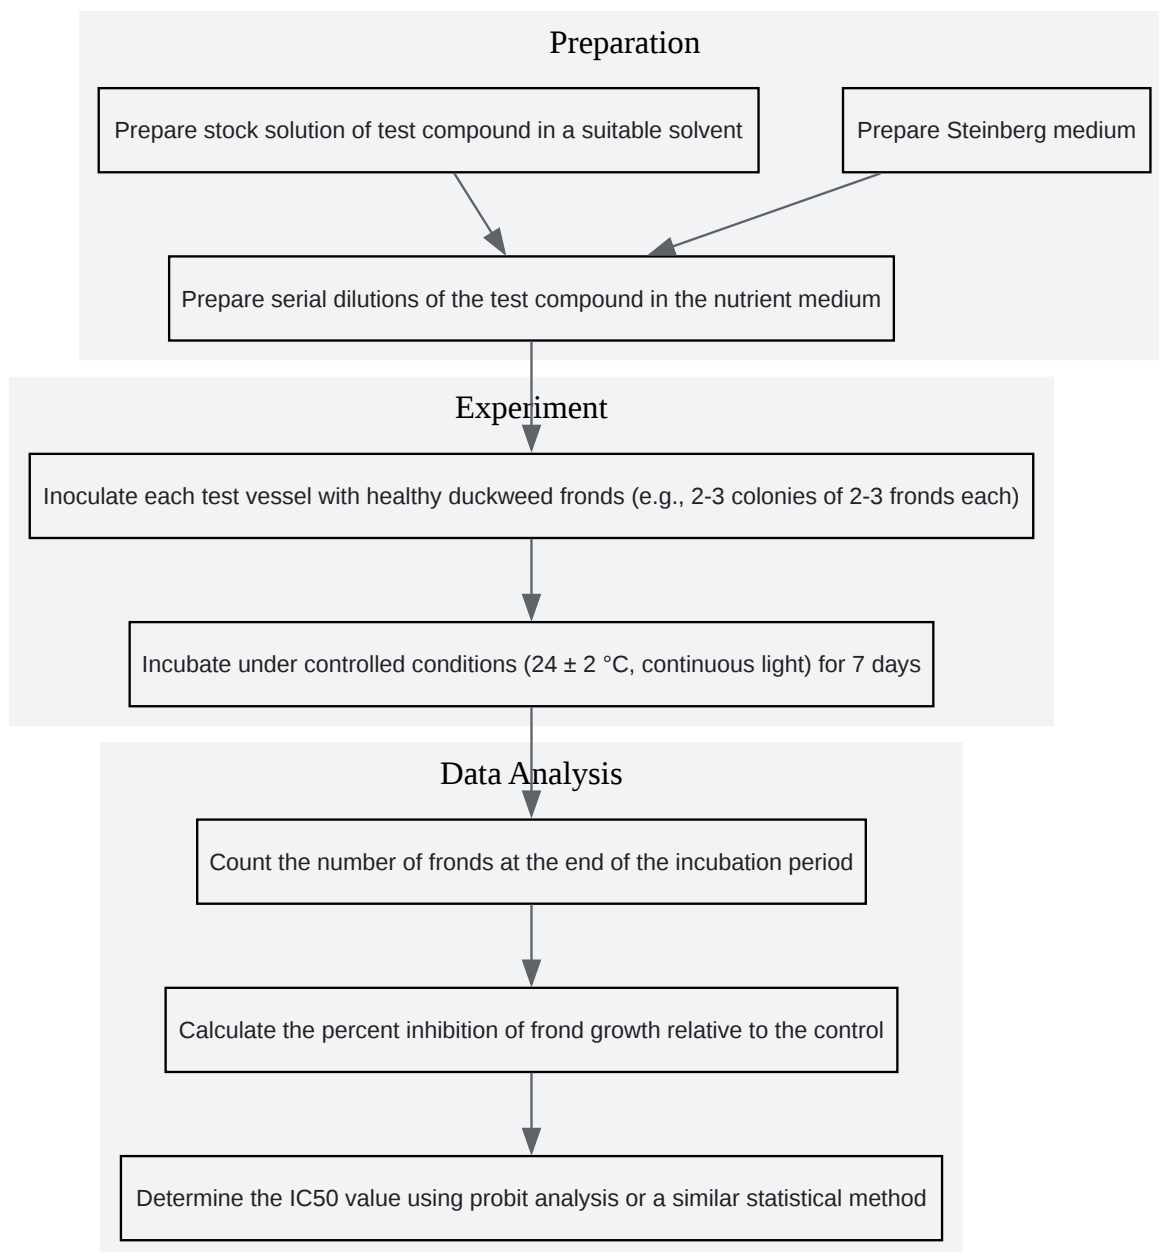 Preparation
Prepare stock solution of test compound in a suitable solvent
Prepare Steinberg medium
Prepare serial dilutions of the test compound in the nutrient medium
Experiment
Inoculate each test vessel with healthy duckweed fronds (e.g., 2-3 colonies of 2-3 fronds each)
Incubate under controlled conditions (24 ± 2 °C, continuous light) for 7 days
Data Analysis
Count the number of fronds at the end of the incubation period
Calculate the percent inhibition of frond growth relative to the control
Determine the IC50 value using probit analysis or a similar statistical method